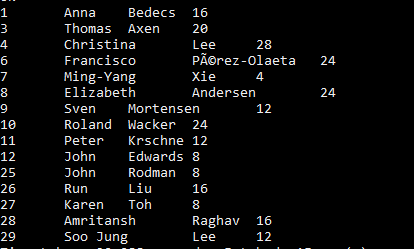 1 Anna Bedecs 16
3 Thomas Axen 20
4 Christina Lee 28
6 Francisco PÃ©rez-Olaeta 24
7 Ming-Yang Xie 4
8 Elizabeth Andersen 24
9 Sven Mortensen 12
10 Roland Wacker 24
11 Peter Krschne 12
12 John Edwards 8
25 John Rodman 8
26 Run Liu 16
27 Karen Toh 8
28 Amritansh Raghav 16
29 Soo Jung Lee 12